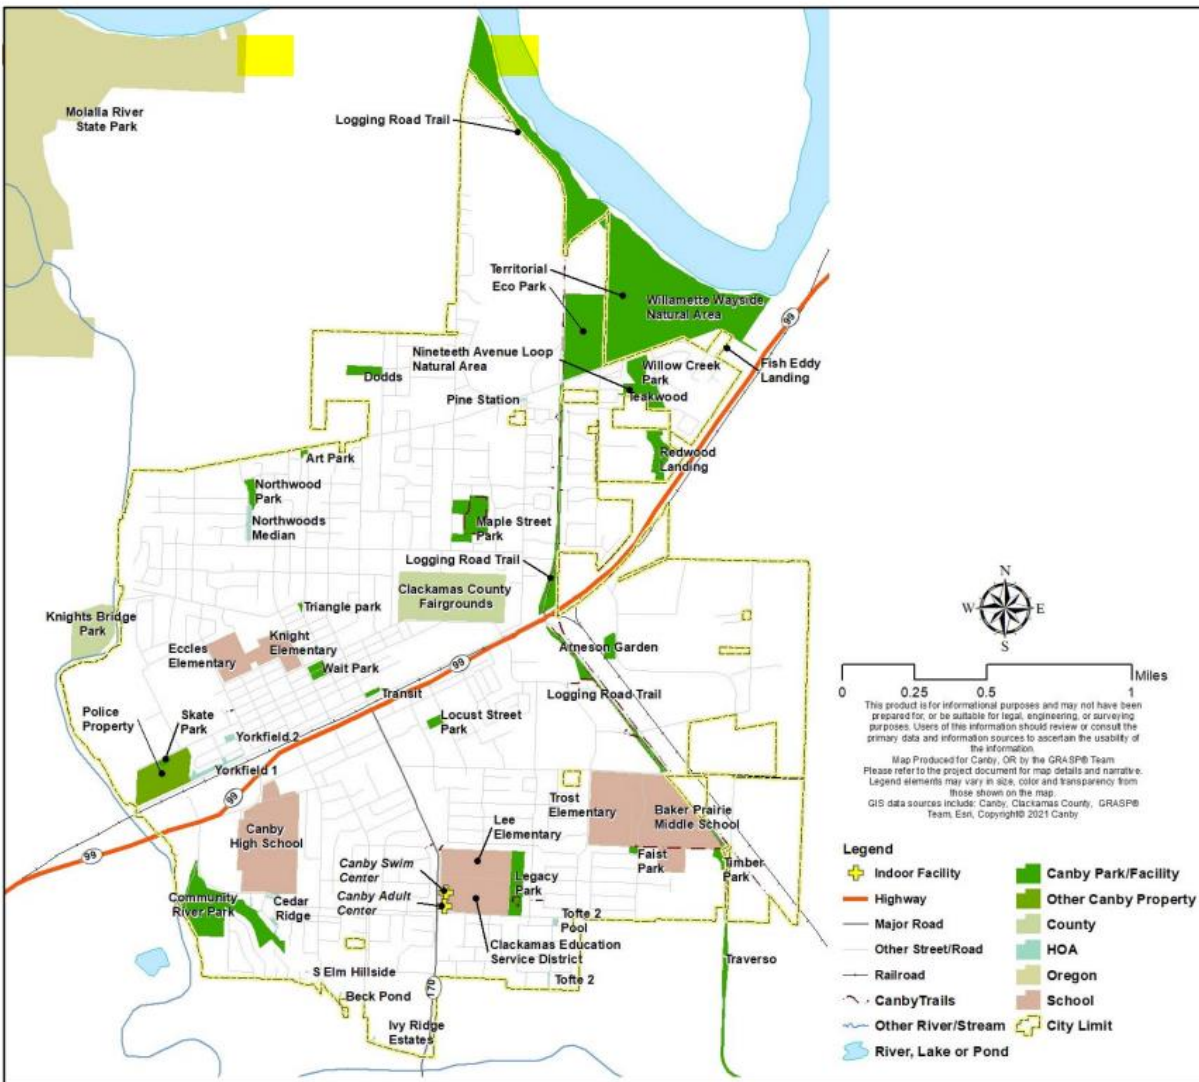 Molalla River
State Park
Logging Road Trail
Territorial
Eco Park
Willamette Wayside
Natural Area
99
Nineteeth Avenue Loop
Natural Area
Willow Creek
Park
Fish Eddy
Landing
Dodds
Teakwood
Pine Station
Redwood
Landing
Art Park
Northwood
Park
Northwoods
Median
Maple Street
Park
Logging Road Trail
Clackamas County
Fairgrounds
Triangle park
Knights Bridge
Park
Eccles
Elementary
Knight
Elementary
Wait Park
Arneson Garden
99
Transit
Logging Road Trail
Police
Property
Skate
Park
Locust Street
Park
Yorkfield 2
Yorkfield 1
99
Trost
Elementary
Baker Prairie
Middle School
Canby
High School
Lee
Elementary
99
Canby Swim
Center
Canby Adult
Center
Legacy
Park
Faist
Park
Timber
Park
Community
River Park
Cedar
Ridge
Tofte 2
Pool
Clackamas Education
Service District
Traverso
S Elm Hillside
Tofte 2
Beck Pond
170
Ivy Ridge
Estates
N
W E
S
0 0.25 0.5 1 Miles
This product is for informational purposes and may not have been
prepared for, or be suitable for legal, engineering, or surveying
purposes. Users of this information should review or consult the
primary data and information sources to ascertain the usability of
the information.
Map Produced for Canby, OR by the GRASP® Team
Please refer to the project document for map details and narrative.
Legend elements may vary in size, color and transparency from
those shown on the map.
GIS data sources include: Canby, Clackamas County, GRASP®
Team, Esri, Copyright© 2021 Canby
Legend
Indoor Facility
Highway
Major Road
Other Street/Road
Railroad
CanbyTrails
Other River/Stream
River, Lake or Pond
Canby Park/Facility
Other Canby Property
County
HOA
Oregon
School
City Limit